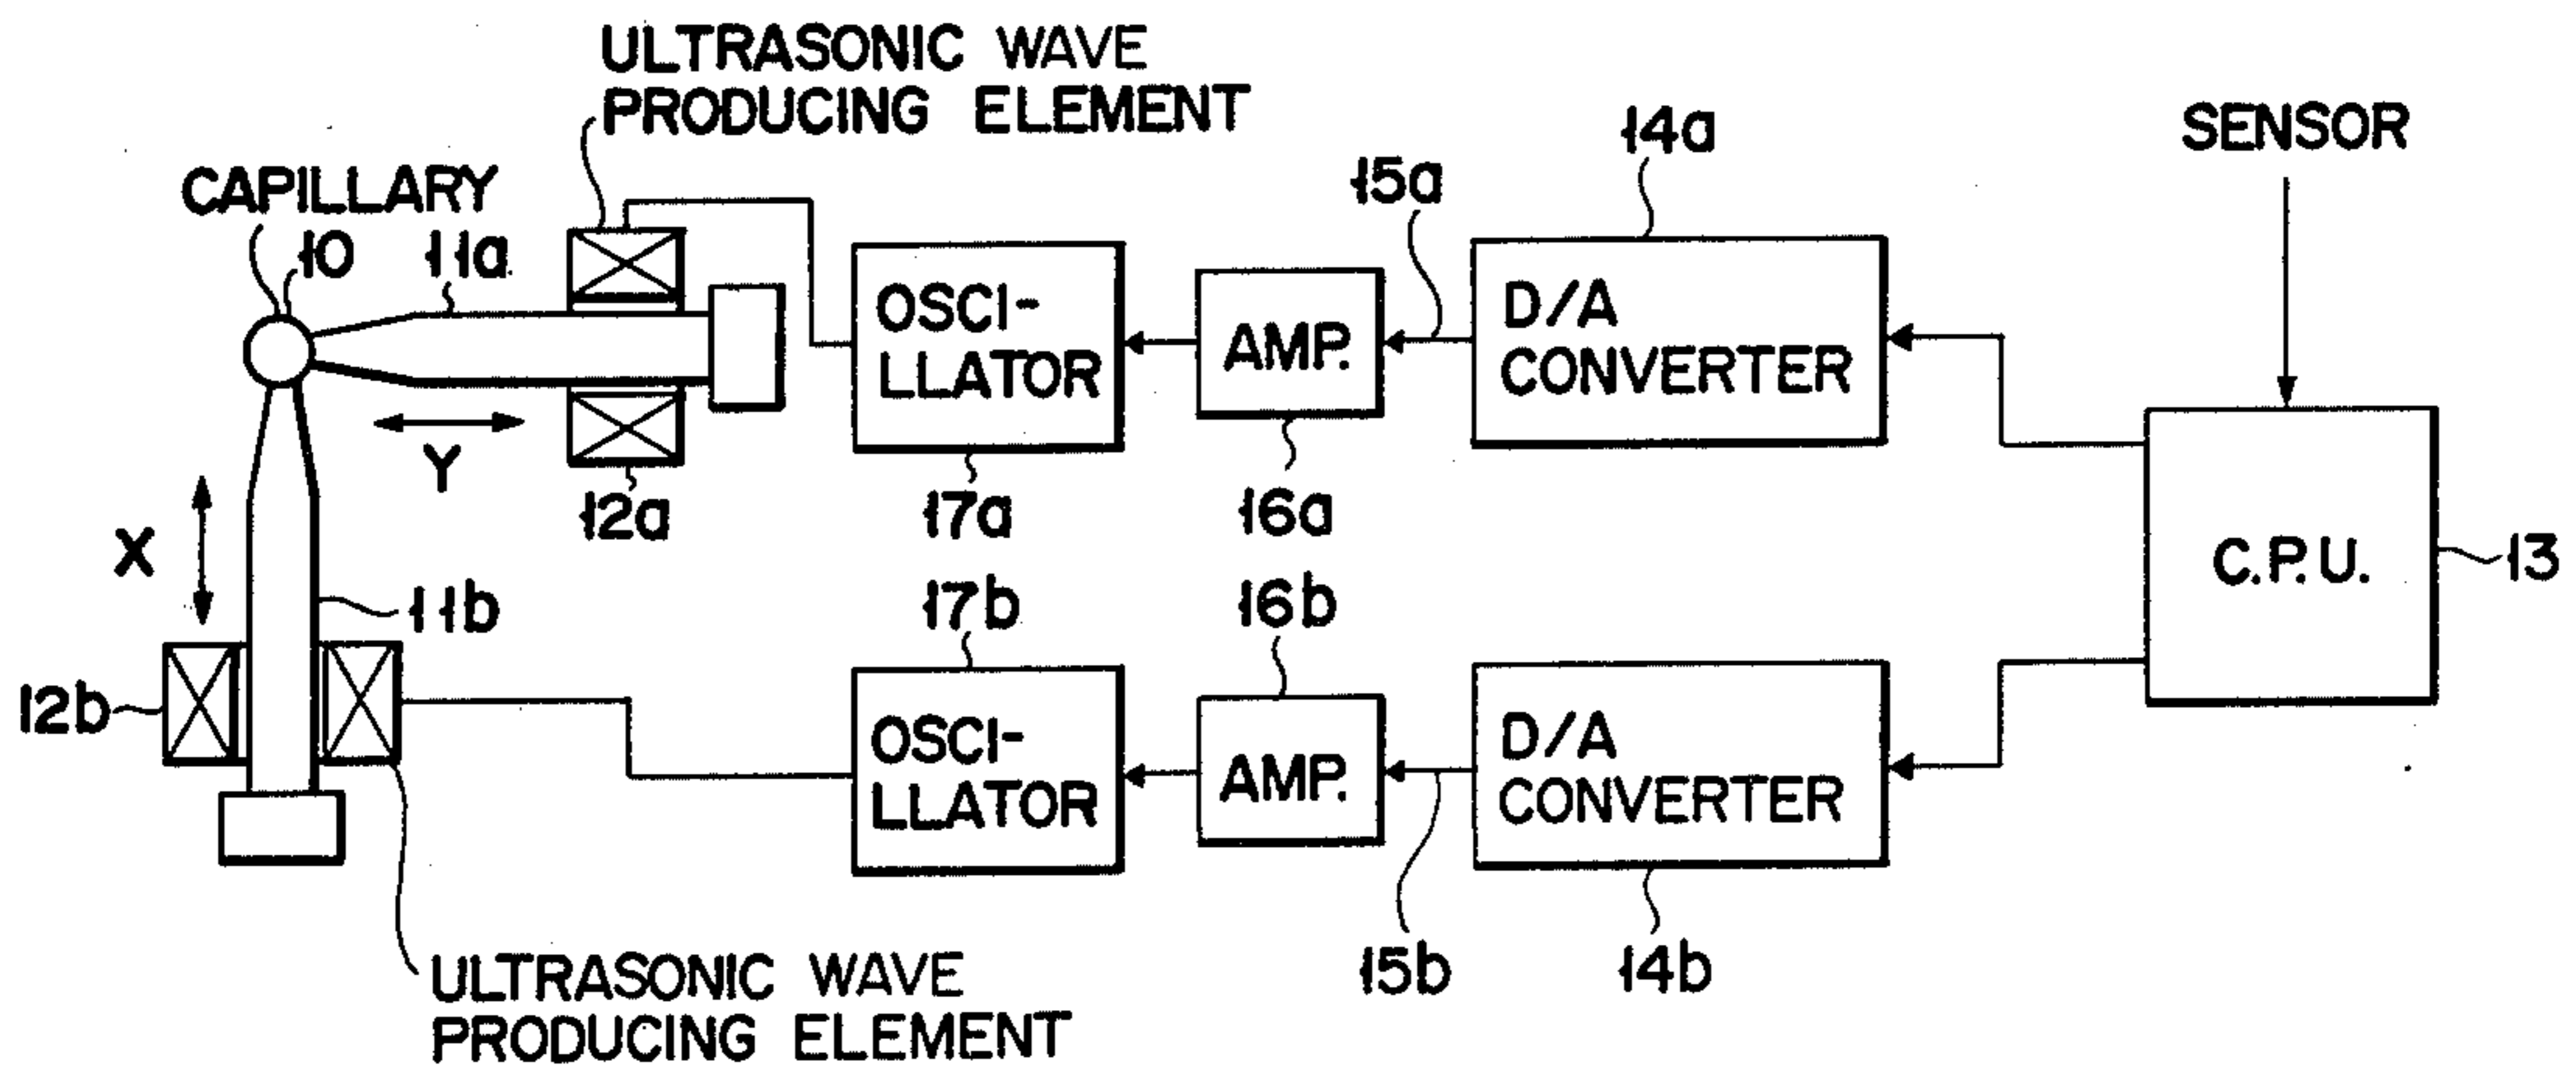 ULTRASONIC WAVE
PRODUCING ELEMENT
14a
SENSOR
15a
CAPILLARY
10
11a
OSCI-
LLATOR
AMP.
D/A
CONVERTER
Y
12a
17a
16a
X
C.P.U.
13
11b
17b
16b
12b
OSCI-
LLATOR
AMP.
D/A
CONVERTER
15b
14b
ULTRASONIC WAVE
PRODUCING ELEMENT